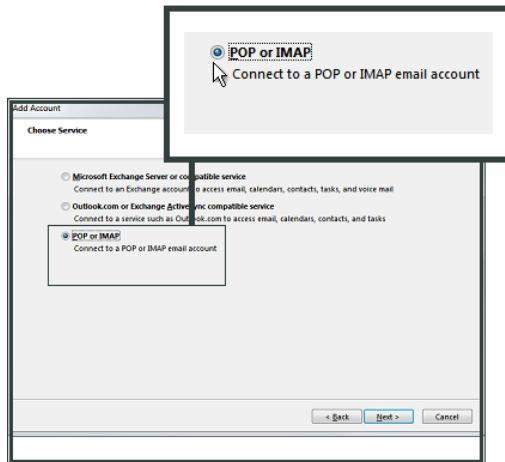 POP or IMAP
Connect to a POP or IMAP email account
Add Account
Choose Service
Microsoft Exchange Server or compatible service
Connect to an Exchange account to access email, calendars, contacts, tasks, and voice mail
Outlook.com or Exchange ActiveSync compatible service
Connect to a service such as Outlook.com to access email, calendars, contacts, and tasks
POP or IMAP
Connect to a POP or IMAP email account
< Back Next > Cancel